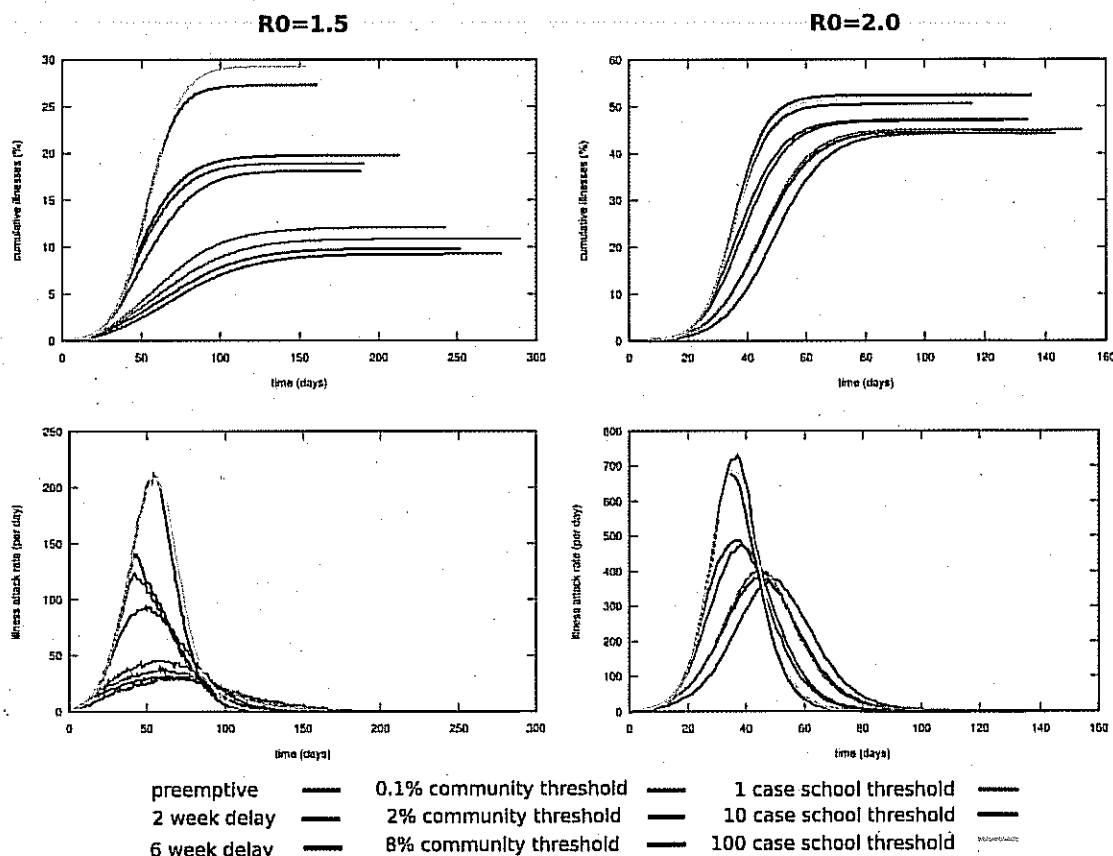 R0=1.5
R0=2.0
30
25
20
15
10
5
0
cumulative illnesses (%)
0 50 100 150 200 250 300
time (days)
60
50
40
30
20
10
0
cumulative illnesses (%)
0 20 40 60 80 100 120 140 160
time (days)
250
200
150
100
50
0
illness attack rate (per day)
0 50 100 150 200 250 300
time (days)
800
700
600
500
400
300
200
100
0
illness attack rate (per day)
0 20 40 60 80 100 120 140 160
time (days)
preemptive 0.1% community threshold 1 case school threshold
2 week delay 2% community threshold 10 case school threshold
6 week delay 8% community threshold 100 case school threshold